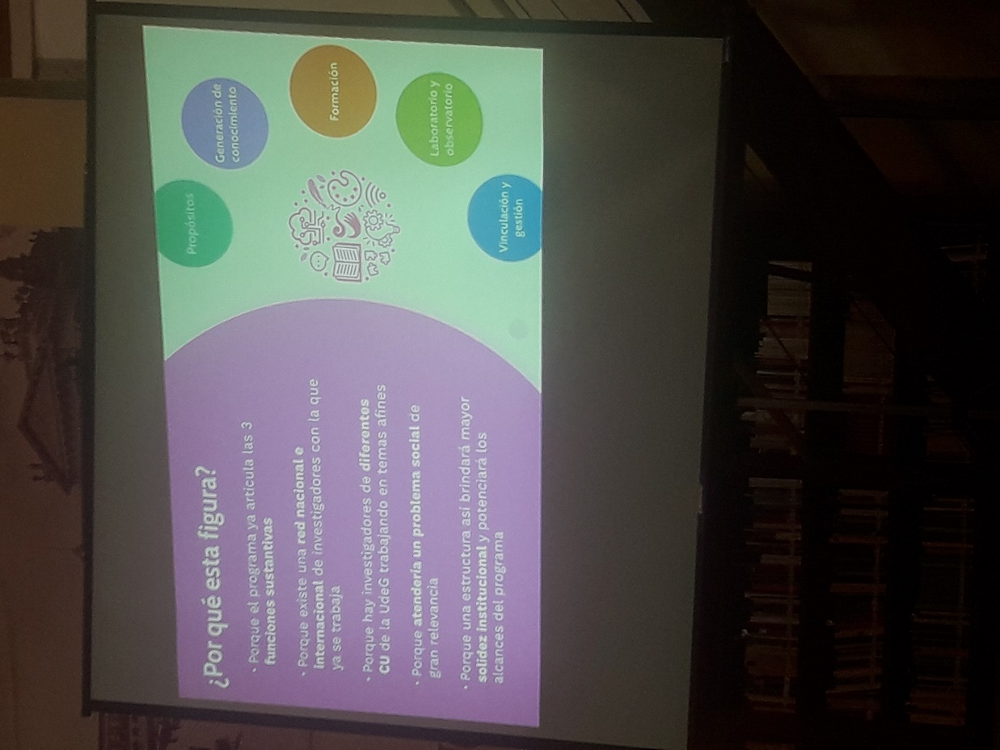 ¿Por qué esta figura?
• Porque el programa ya articula las 3
funciones sustantivas
• Porque existe una red nacional e
internacional de investigadores con la que
ya se trabaja
• Porque hay investigadores de diferentes
CU de la UdeG trabajando en temas afines
• Porque atendería un problema social de
gran relevancia
• Porque una estructura así brindará mayor
solidez institucional y potenciará los
alcances del programa
Propósitos
Generación de
conocimiento
Formación
Laboratorio y
observatorio
Vinculación y
gestión